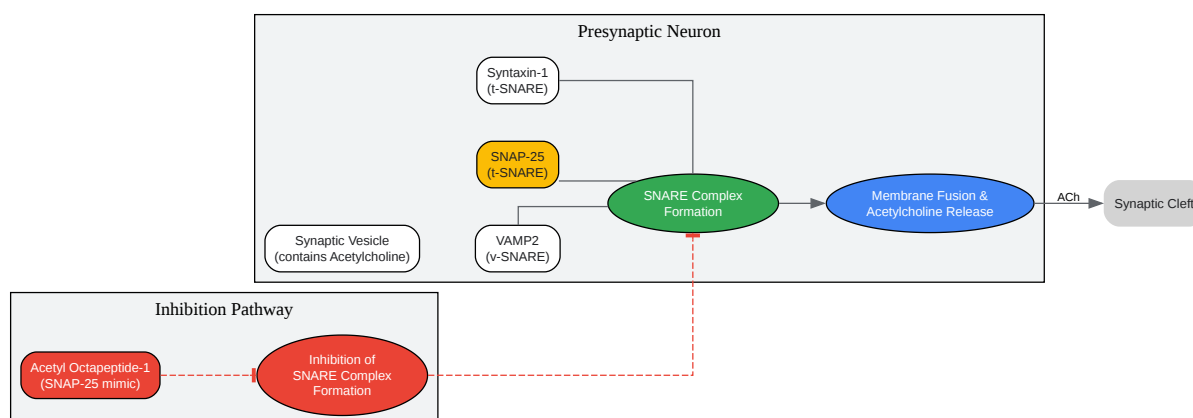 Presynaptic Neuron
Syntaxin-1
(t-SNARE)
SNAP-25
(t-SNARE)
SNARE Complex
Formation
Membrane Fusion &
Acetylcholine Release
ACh
Synaptic Cleft
Synaptic Vesicle
(contains Acetylcholine)
VAMP2
(v-SNARE)
Inhibition Pathway
Acetyl Octapeptide-1
(SNAP-25 mimic)
Inhibition of
SNARE Complex
Formation